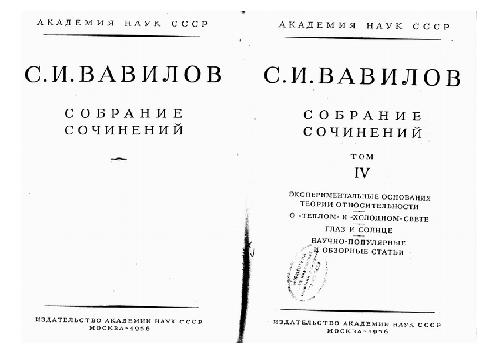 АКАДЕМИЯ НАУК СССР
С.И.ВАВИЛОВ
СОБРАНИЕ
СОЧИНЕНИЙ
ИЗДАТЕЛЬСТВО АКАДЕМИИ НАУК СССР
МОСКВА•1956
АКАДЕМИЯ НАУК СССР
С.И.ВАВИЛОВ
СОБРАНИЕ
СОЧИНЕНИЙ
ТОМ
IV
ЭКСПЕРИМЕНТАЛЬНЫЕ ОСНОВАНИЯ
ТЕОРИИ ОТНОСИТЕЛЬНОСТИ
О «ТЕПЛОМ» И «ХОЛОДНОМ» СВЕТЕ
ГЛАЗ И СОЛНЦЕ
НАУЧНО-ПОПУЛЯРНЫЕ
И ОБЗОРНЫЕ СТАТЬИ
ИЗДАТЕЛЬСТВО АКАДЕМИИ НАУК СССР
МОСКВА•1956